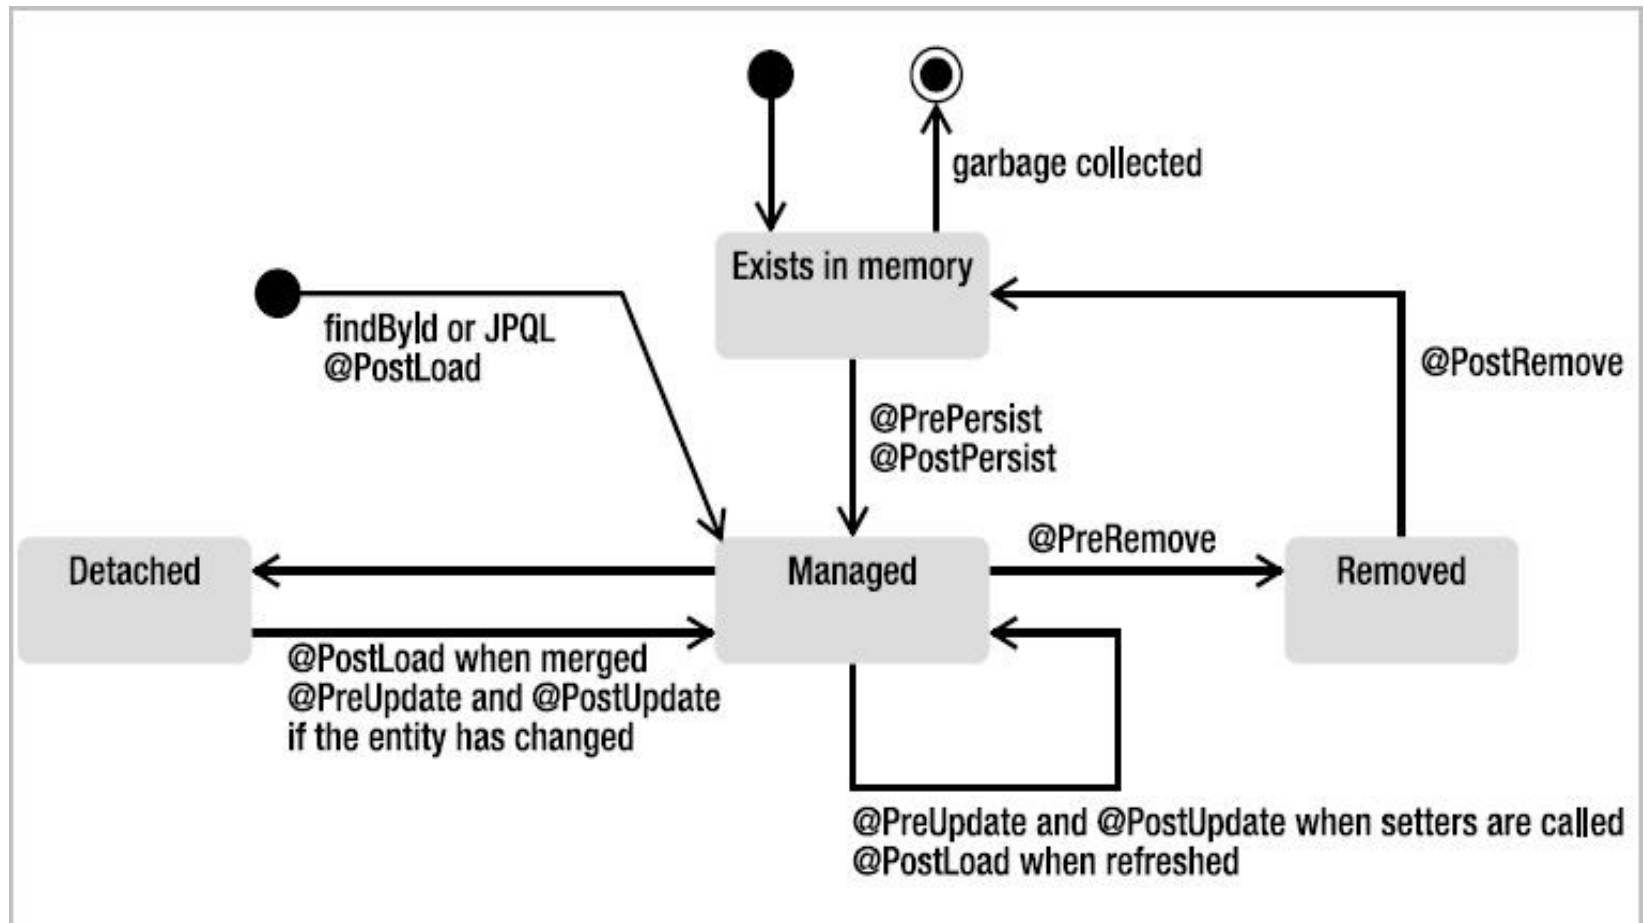 garbage collected
Exists in memory
findById or JPQL
@PostLoad
@PostRemove
@PrePersist
@PostPersist
Detached
Managed
@PreRemove
Removed
@PostLoad when merged
@PreUpdate and @PostUpdate
if the entity has changed
@PreUpdate and @PostUpdate when setters are called
@PostLoad when refreshed